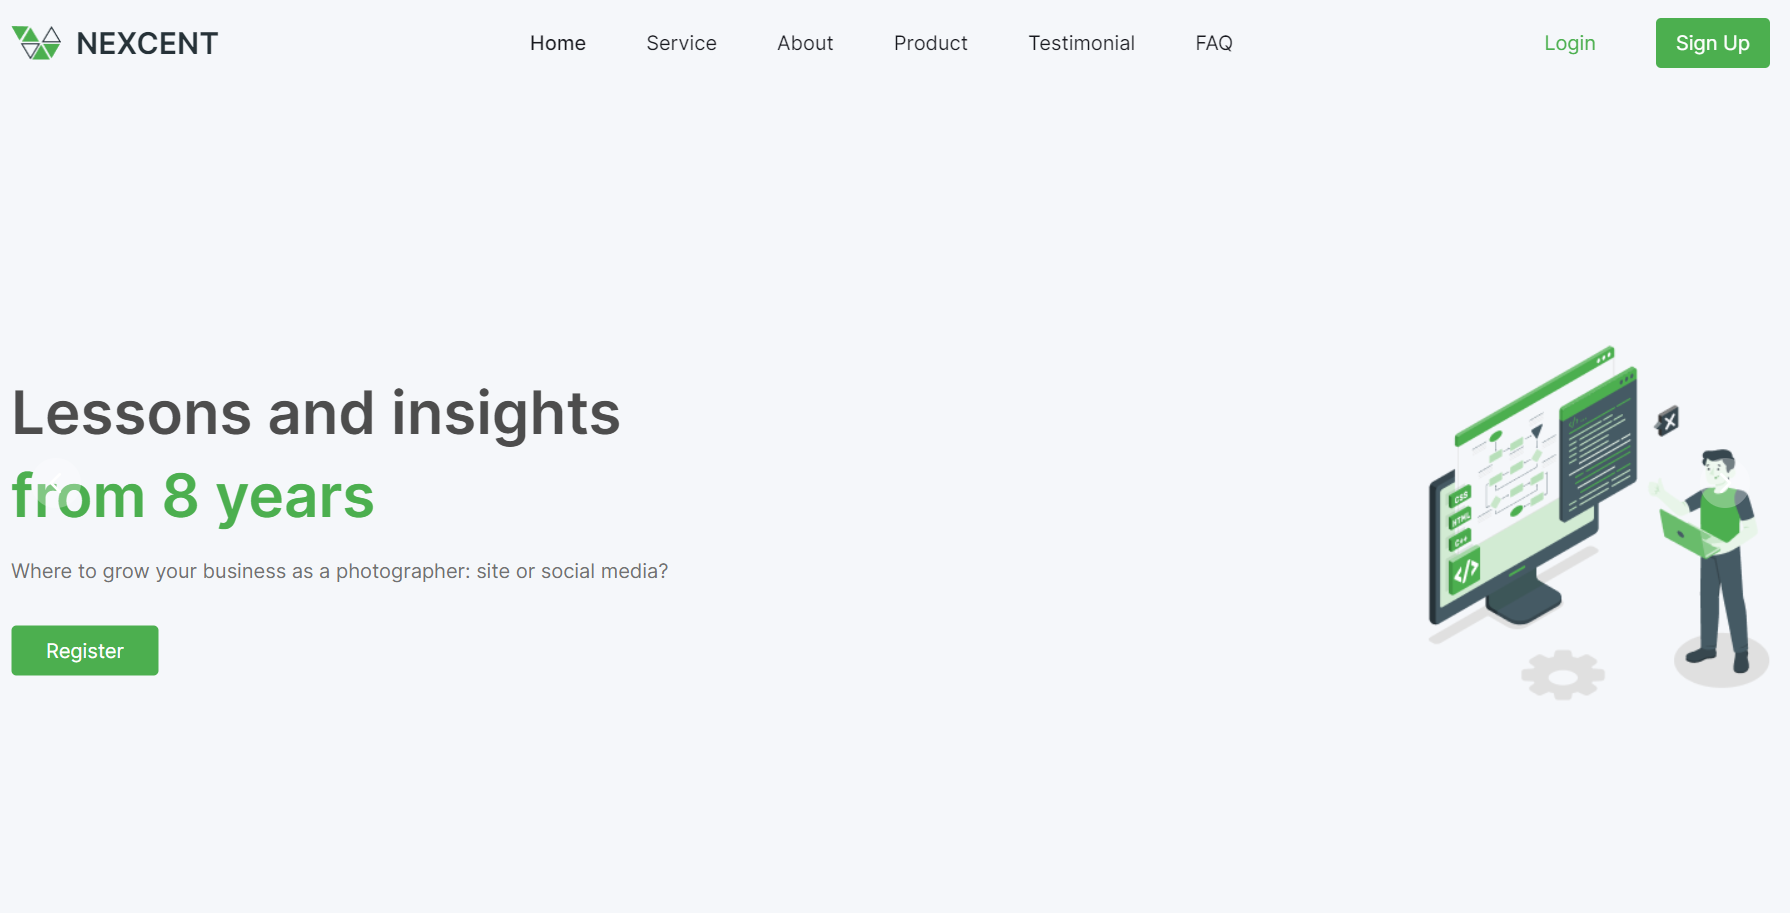 NEXCENT
Home Service About Product Testimonial FAQ
Login Sign Up
Lessons and insights
from 8 years
Where to grow your business as a photographer: site or social media?
Register
CSS
HTML
C++
</>
X